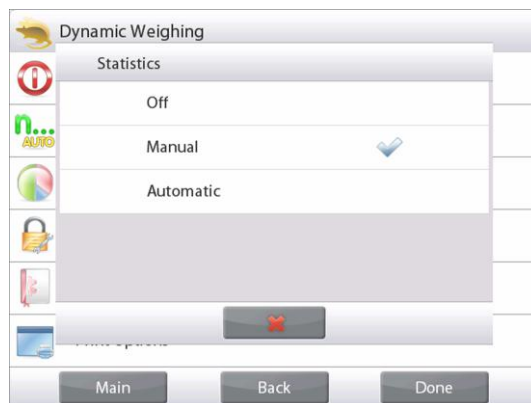 Dynamic Weighing
Statistics
Off
n...
AUTO
Manual
Automatic
Main
Back
Done